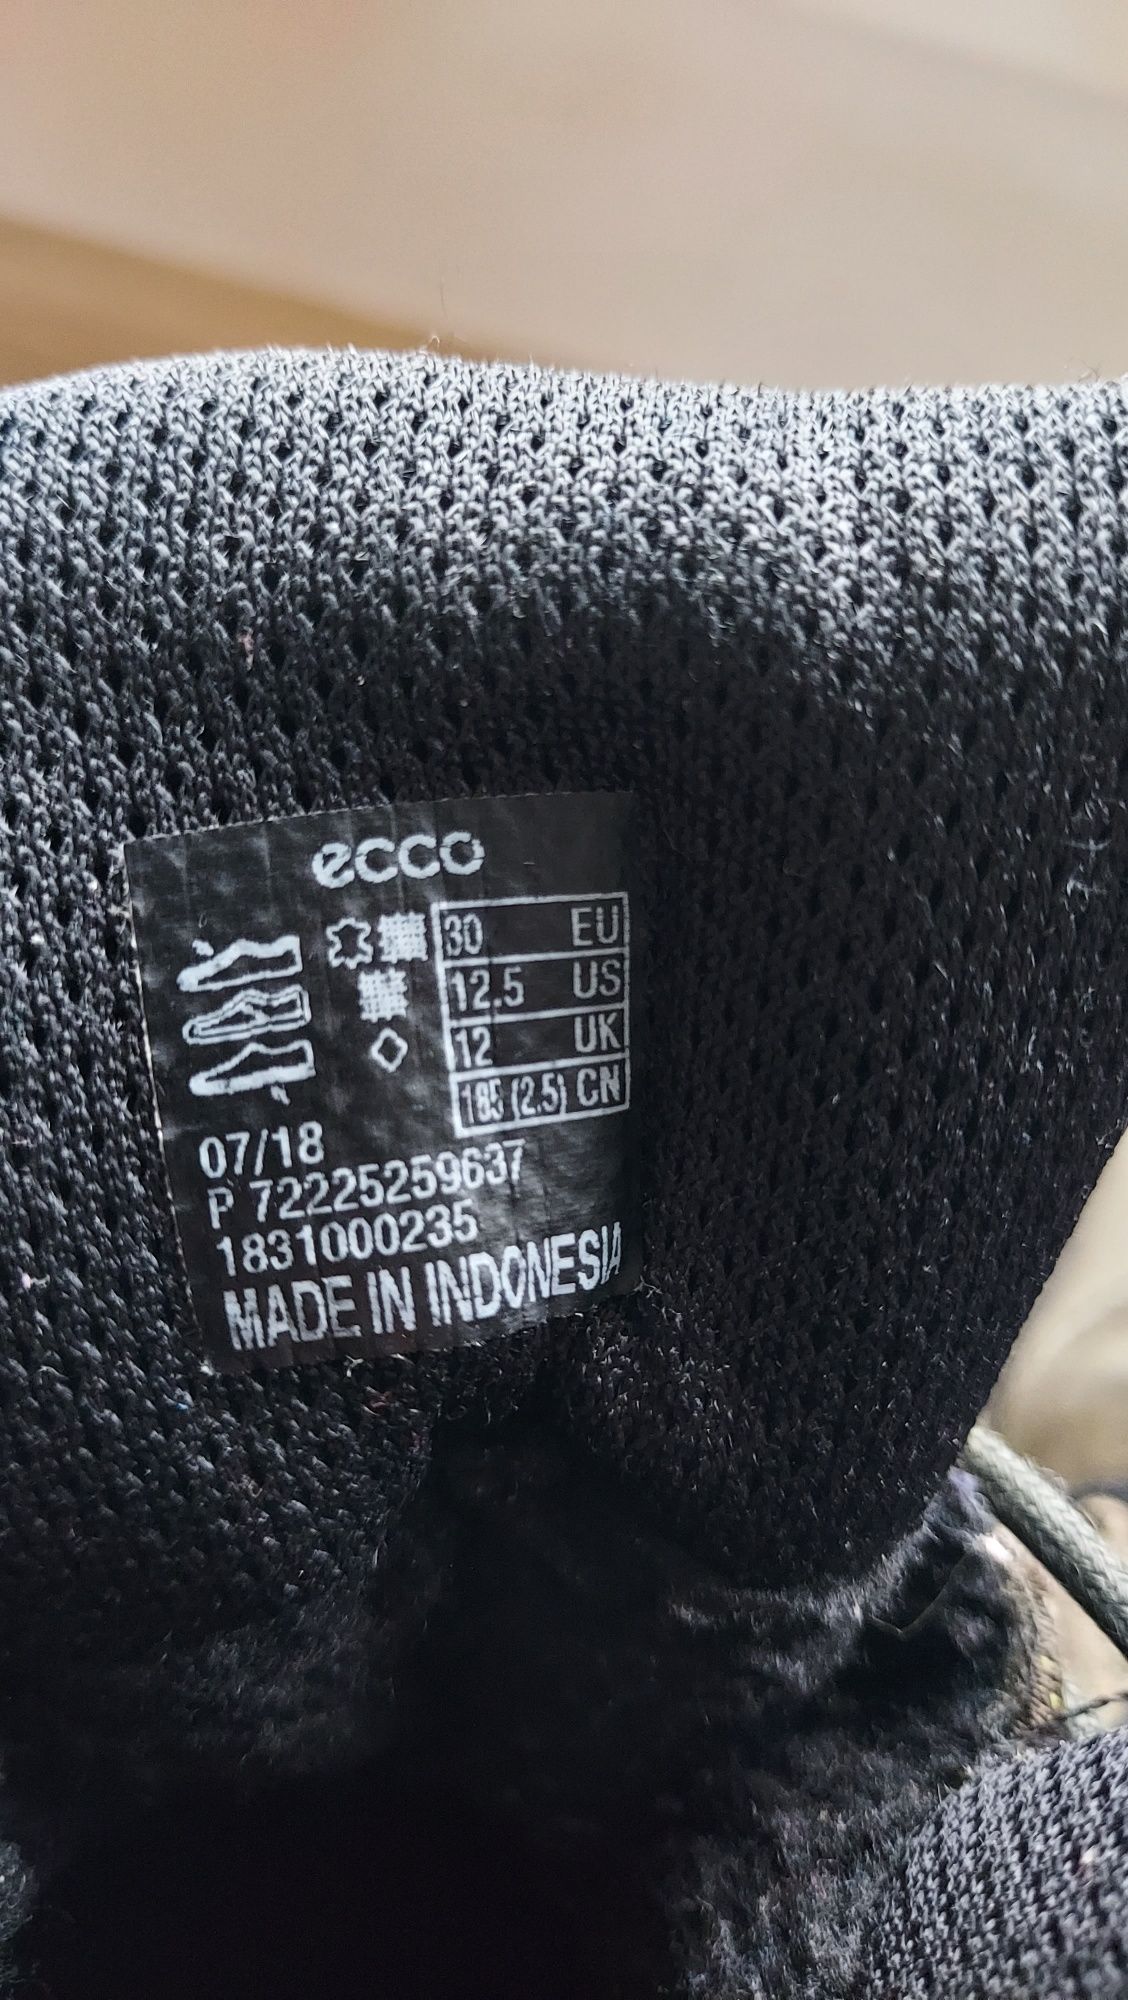 ecco
30 EU
12.5 US
12 UK
185 (2.5) CN
07/18
P 72225259637
1831000235
MADE IN INDONESIA